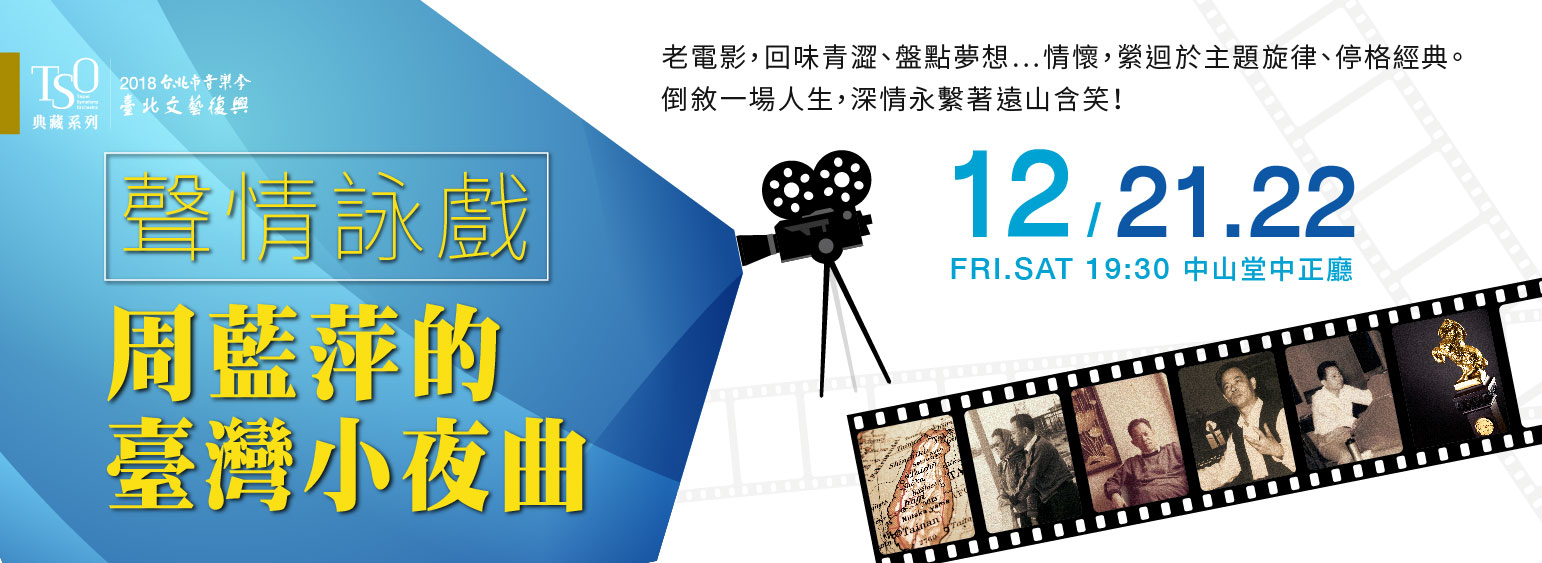 TSO
Taipei
Symphony
Orchestra
典藏系列
2018台北市音樂季
臺北文藝復興
聲情詠戲
周藍萍的
臺灣小夜曲
老電影，回味青澀、盤點夢想…情懷，縈迴於主題旋律、停格經典。
倒敘一場人生，深情永繫著遠山含笑！
12/21.22
FRI.SAT 19:30 中山堂中正廳
Tainan